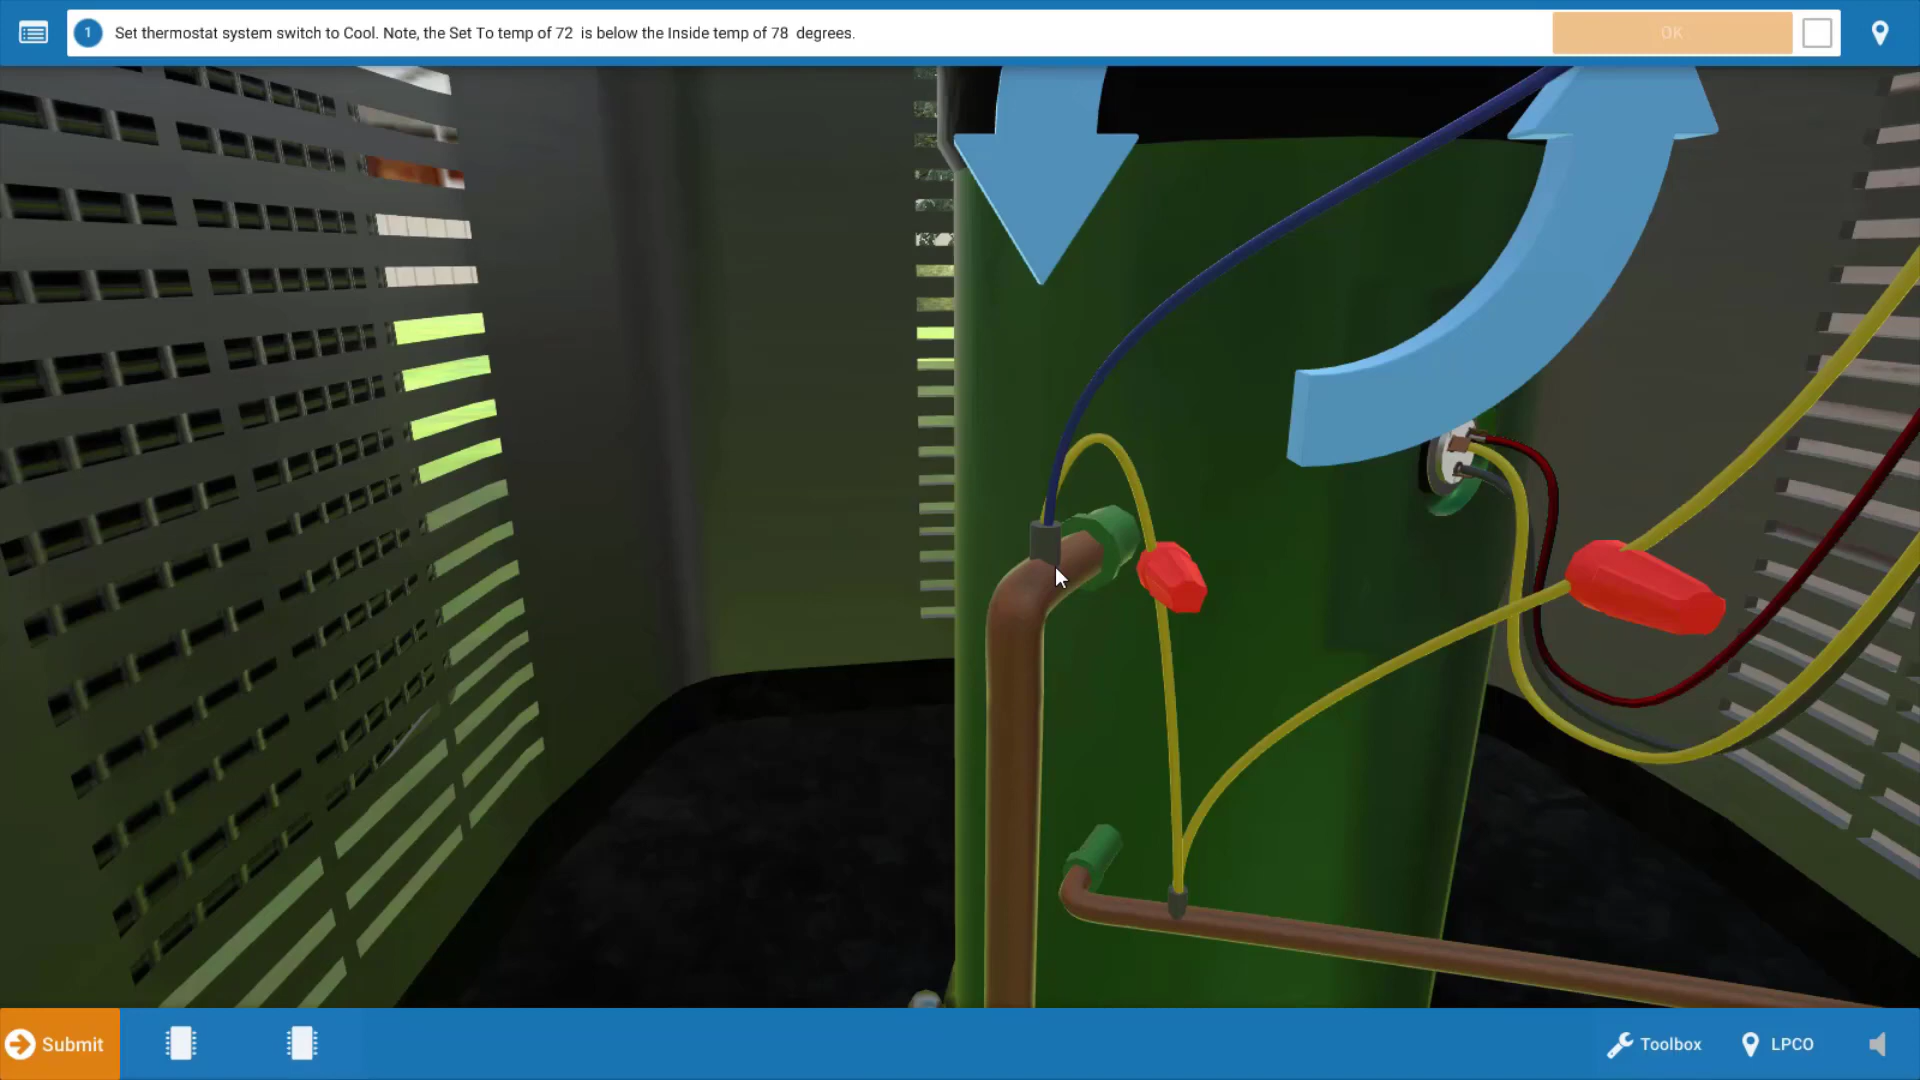 1 Set thermostat system switch to Cool. Note, the Set To temp of 72 is below the Inside temp of 78 degrees. OK
Submit Toolbox LPCO